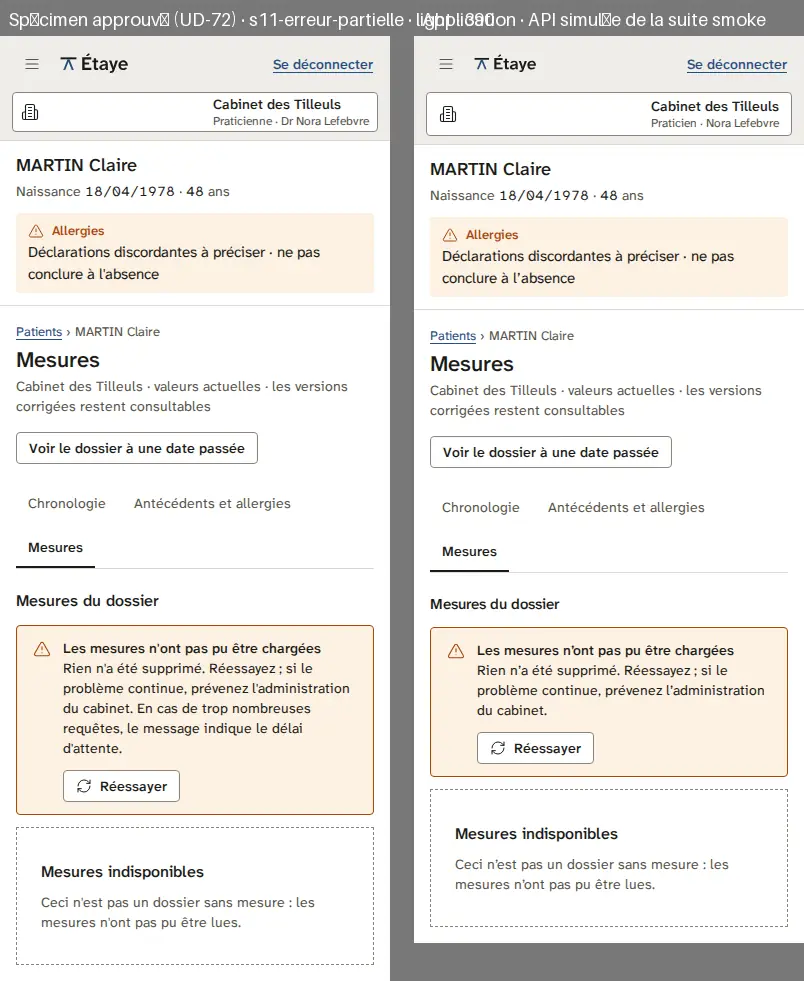 Sp□cimen approuv□ (UD-72) · s11-erreur-partielle · light · 390
Application · API simul□e de la suite smoke
Étaye
Se déconnecter
Cabinet des Tilleuls
Praticienne · Dr Nora Lefebvre
MARTIN Claire
Naissance 18/04/1978 · 48 ans
Allergies
Déclarations discordantes à préciser · ne pas
conclure à l'absence
Patients › MARTIN Claire
Mesures
Cabinet des Tilleuls · valeurs actuelles · les versions
corrigées restent consultables
Voir le dossier à une date passée
Chronologie Antécédents et allergies
Mesures
Mesures du dossier
Les mesures n'ont pas pu être chargées
Rien n'a été supprimé. Réessayez ; si le
problème continue, prévenez l'administration
du cabinet. En cas de trop nombreuses
requêtes, le message indique le délai
d'attente.
Réessayer
Mesures indisponibles
Ceci n'est pas un dossier sans mesure : les
mesures n'ont pas pu être lues.
Étaye
Se déconnecter
Cabinet des Tilleuls
Praticien · Nora Lefebvre
MARTIN Claire
Naissance 18/04/1978 · 48 ans
Allergies
Déclarations discordantes à préciser · ne pas
conclure à l’absence
Patients › MARTIN Claire
Mesures
Cabinet des Tilleuls · valeurs actuelles · les versions
corrigées restent consultables
Voir le dossier à une date passée
Chronologie Antécédents et allergies
Mesures
Mesures du dossier
Les mesures n’ont pas pu être chargées
Rien n’a été supprimé. Réessayez ; si le
problème continue, prévenez l’administration
du cabinet.
Réessayer
Mesures indisponibles
Ceci n’est pas un dossier sans mesure : les
mesures n’ont pas pu être lues.